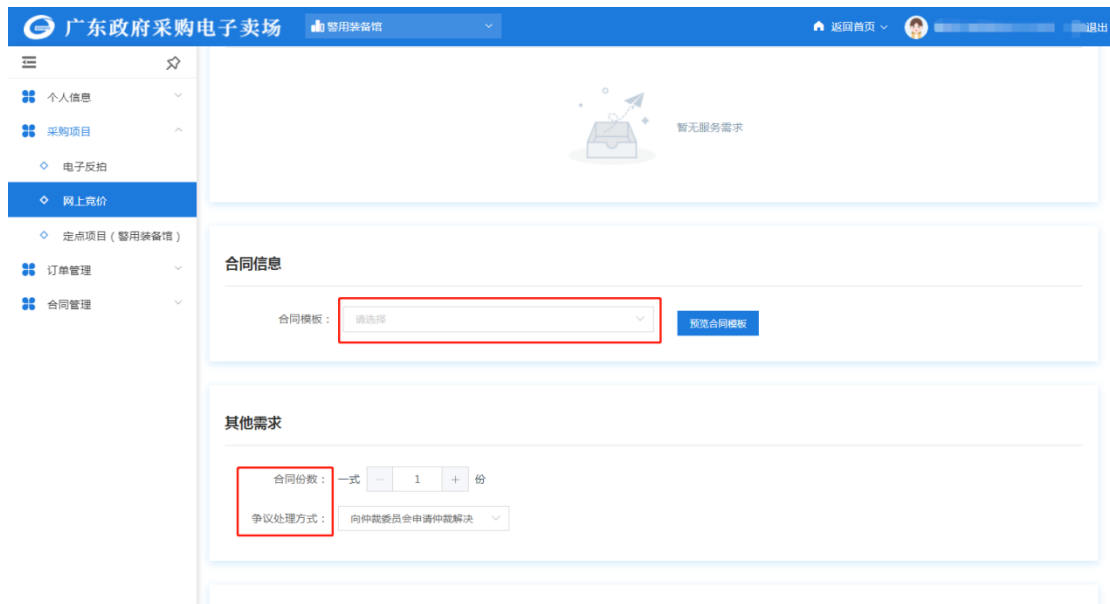 广东政府采购电子卖场
警用装备馆
返回首页
退出
个人信息
采购项目
电子反拍
网上竞价
定点项目（警用装备馆）
订单管理
合同管理
暂无服务需求
合同信息
合同模板： 请选择 预览合同模板
其他需求
合同份数： 一式 － 1 + 份
争议处理方式： 向仲裁委员会申请仲裁解决